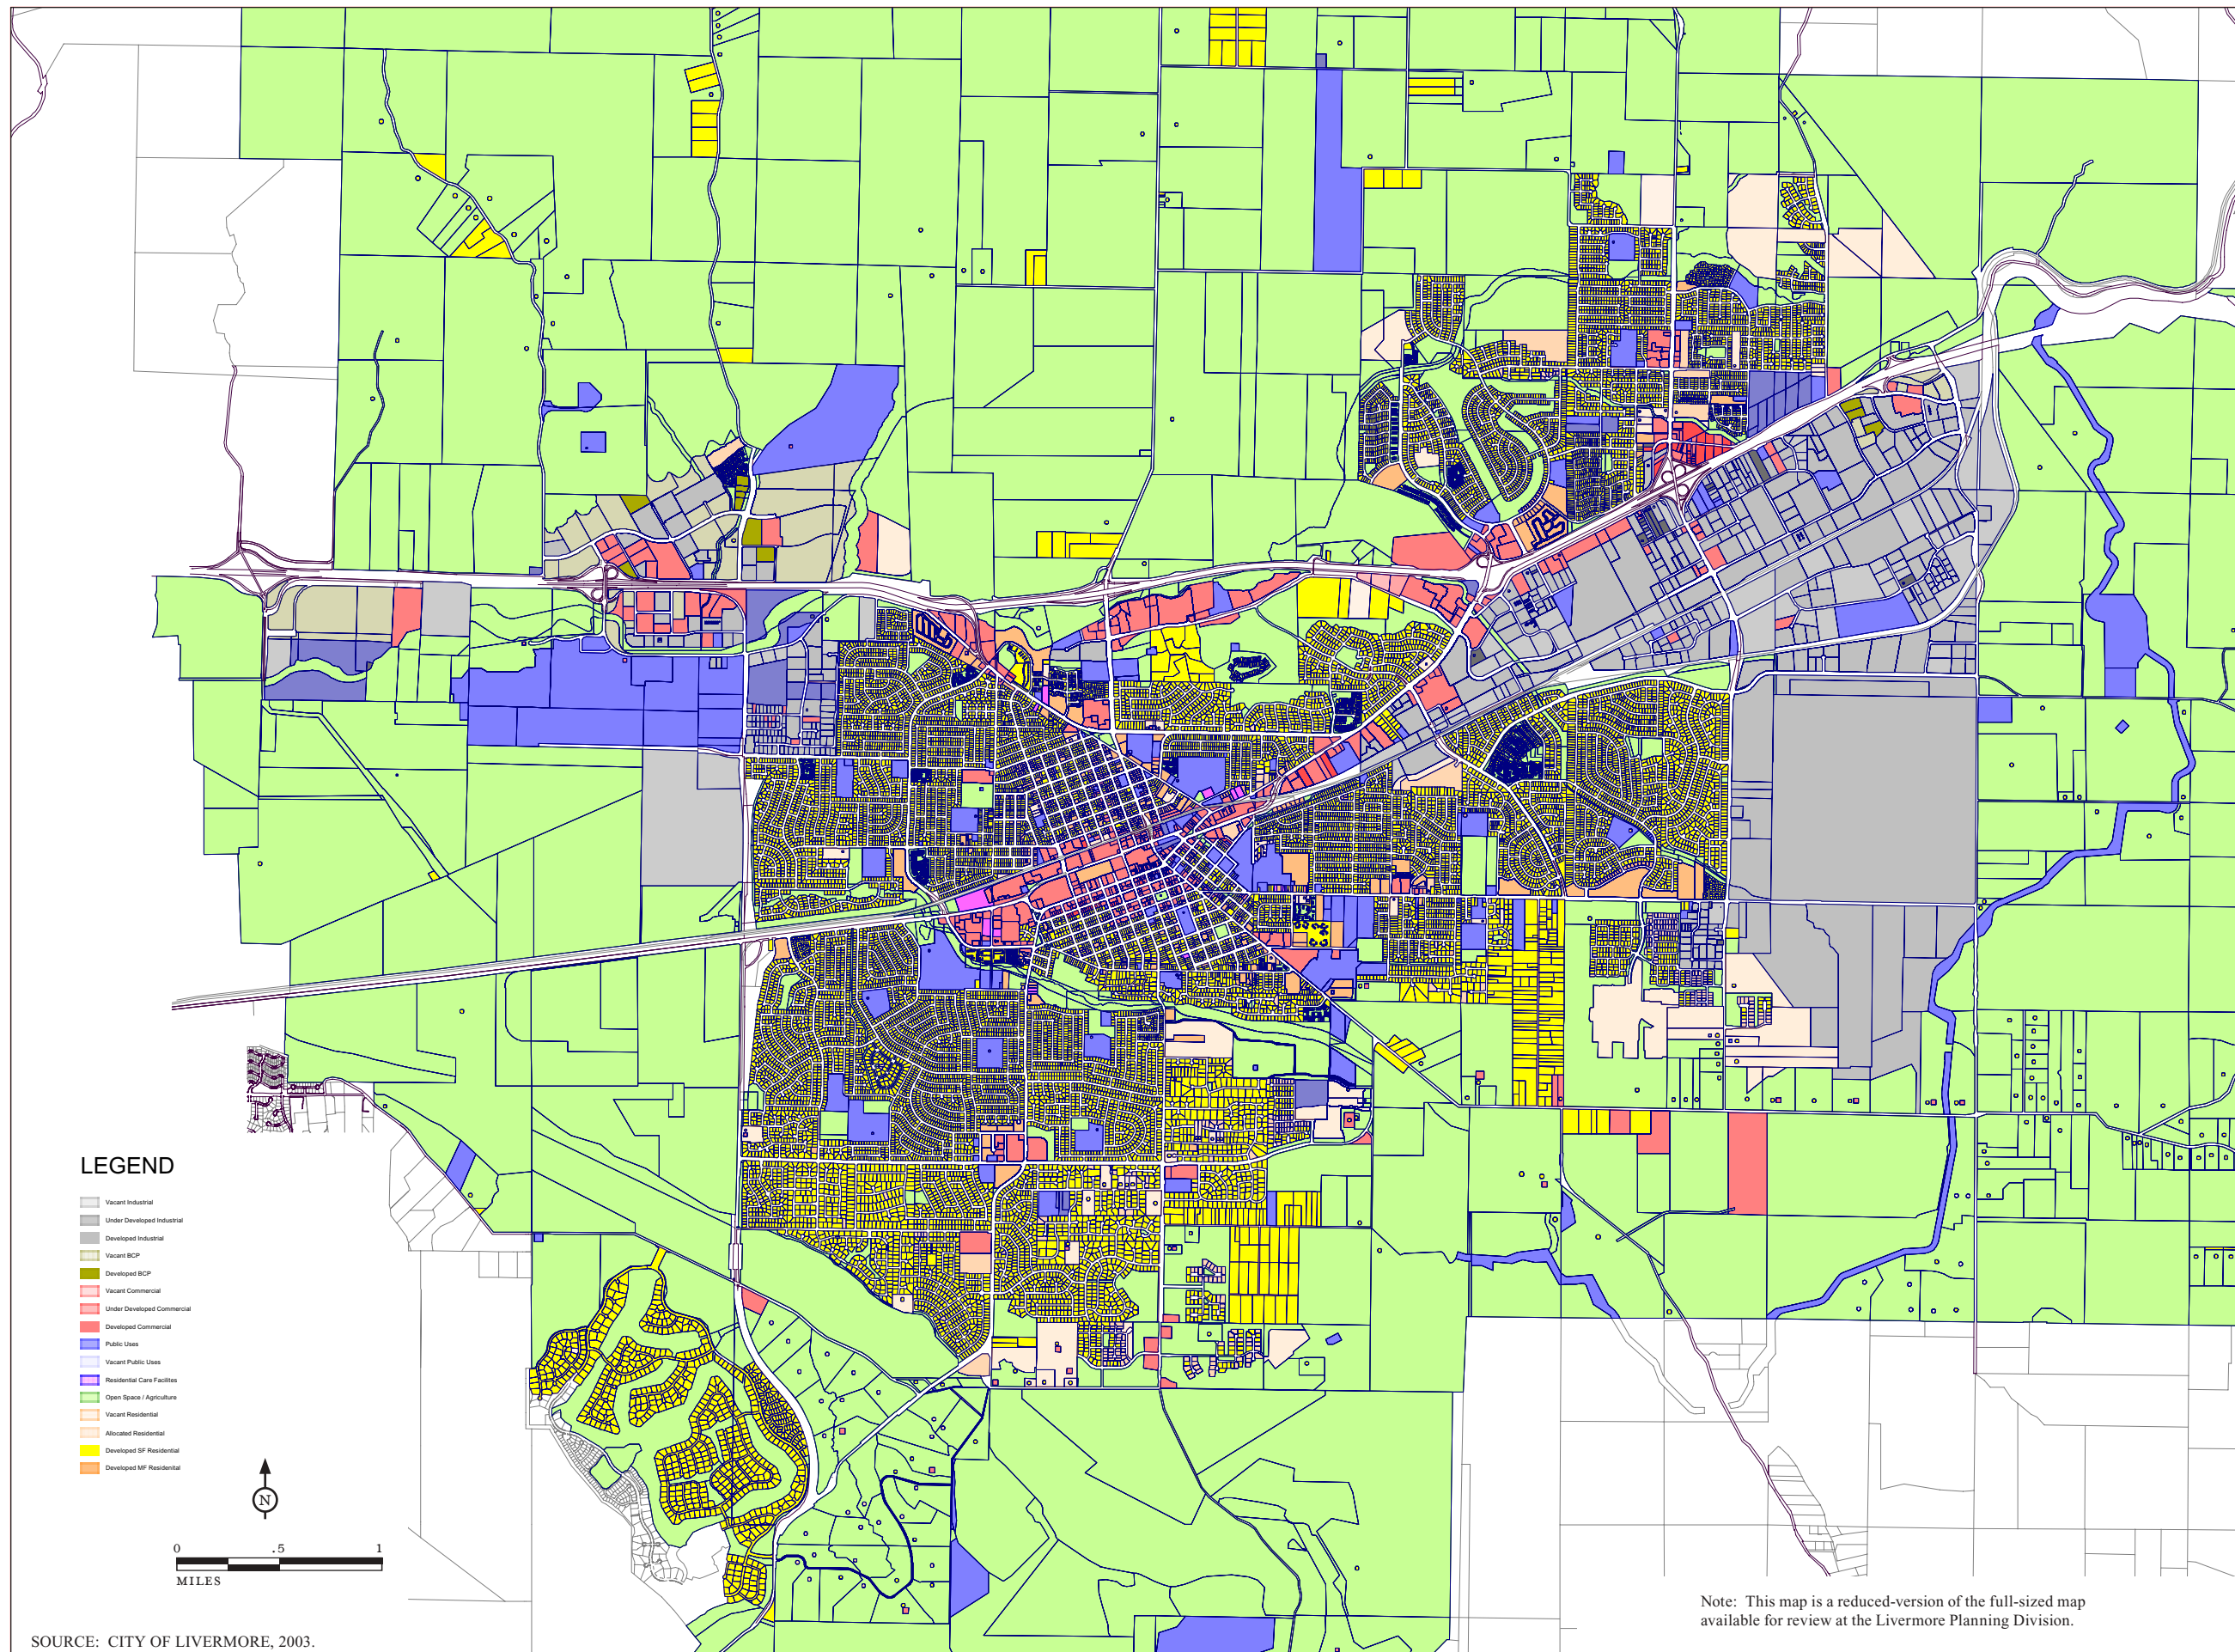 LEGEND
Vacant Industrial
Under Developed Industrial
Developed Industrial
Vacant BCP
Developed BCP
Vacant Commercial
Under Developed Commercial
Developed Commercial
Public Uses
Vacant Public Uses
Residential Care Facilites
Open Space / Agriculture
Vacant Residential
Allocated Residential
Developed SF Residential
Developed MF Residenital
N
0 .5 1
MILES
SOURCE: CITY OF LIVERMORE, 2003.
Note: This map is a reduced-version of the full-sized map
available for review at the Livermore Planning Division.